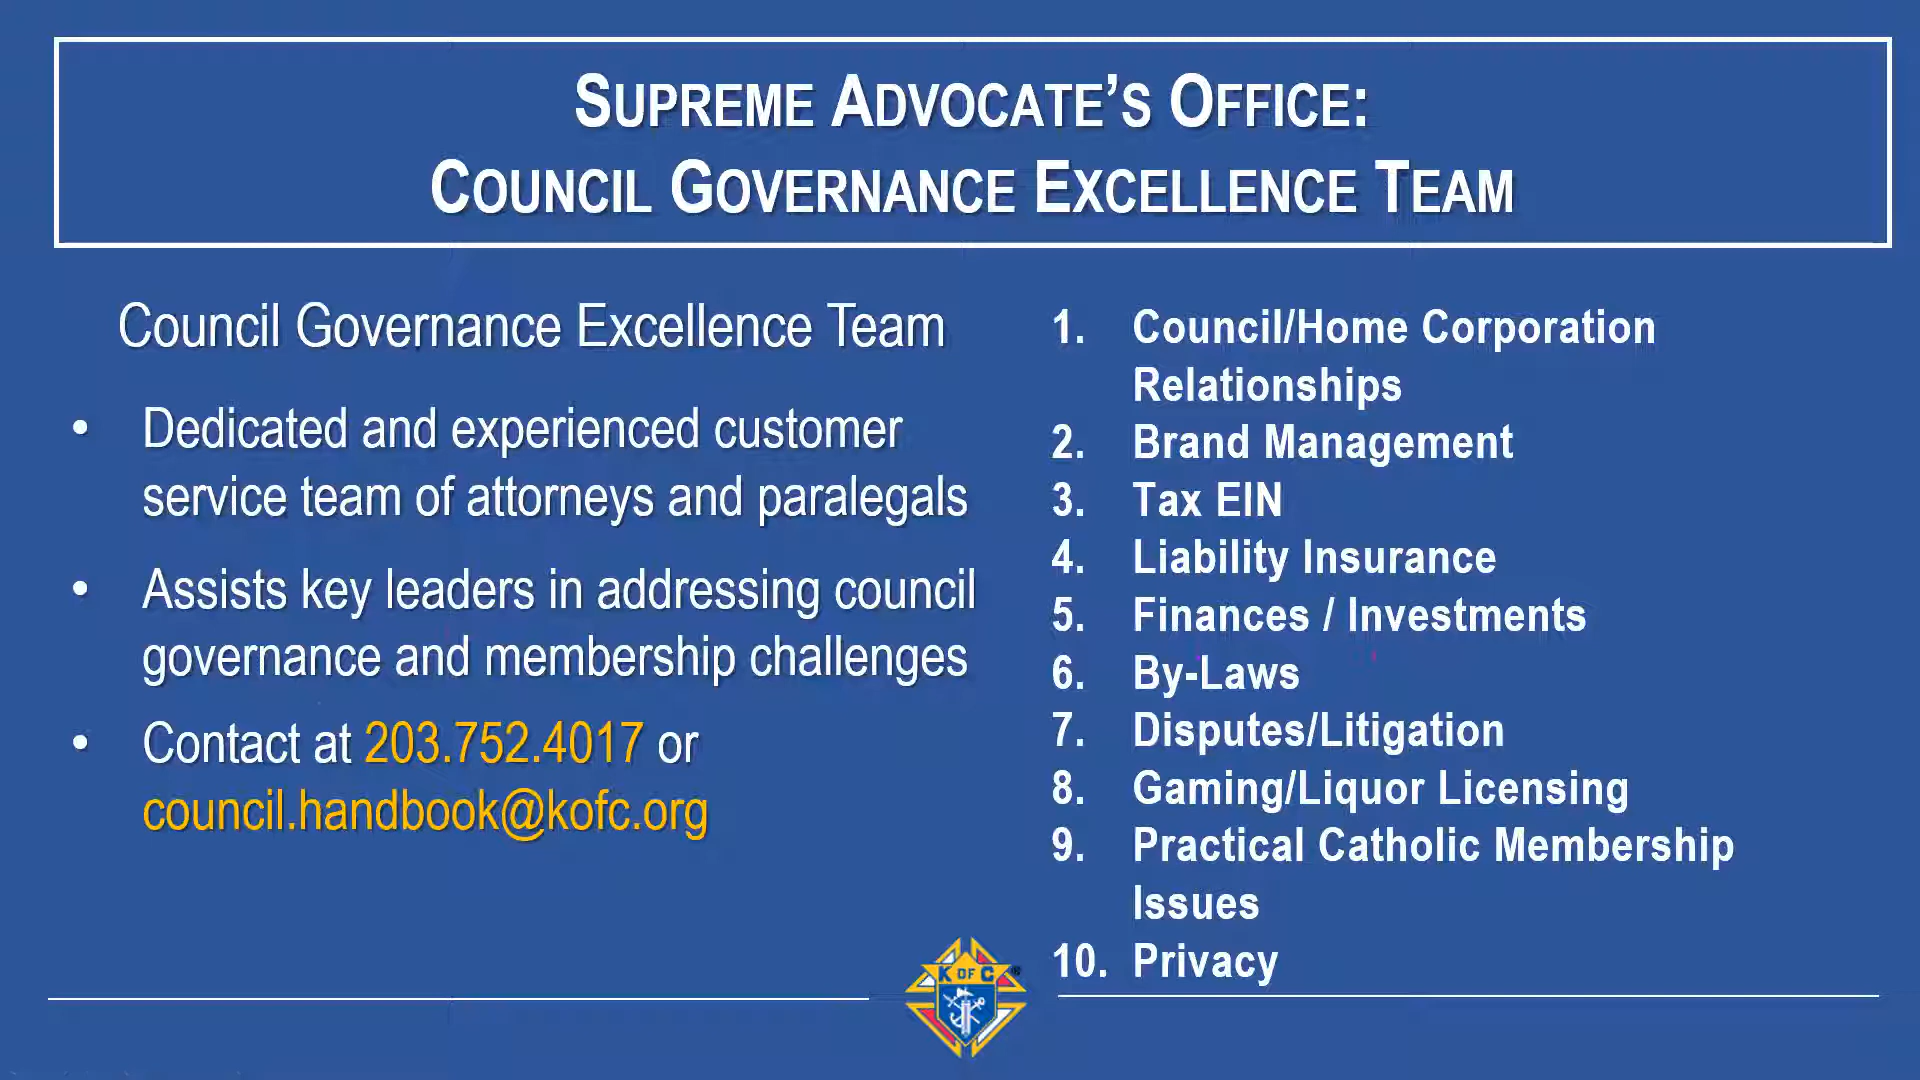 SUPREME ADVOCATE'S OFFICE:
COUNCIL GOVERNANCE EXCELLENCE TEAM
Council Governance Excellence Team
• Dedicated and experienced customer
service team of attorneys and paralegals
• Assists key leaders in addressing council
governance and membership challenges
• Contact at 203.752.4017 or
council.handbook@kofc.org
1. Council/Home Corporation
Relationships
2. Brand Management
3. Tax EIN
4. Liability Insurance
5. Finances / Investments
6. By-Laws
7. Disputes/Litigation
8. Gaming/Liquor Licensing
9. Practical Catholic Membership
Issues
10. Privacy
K OF C ®